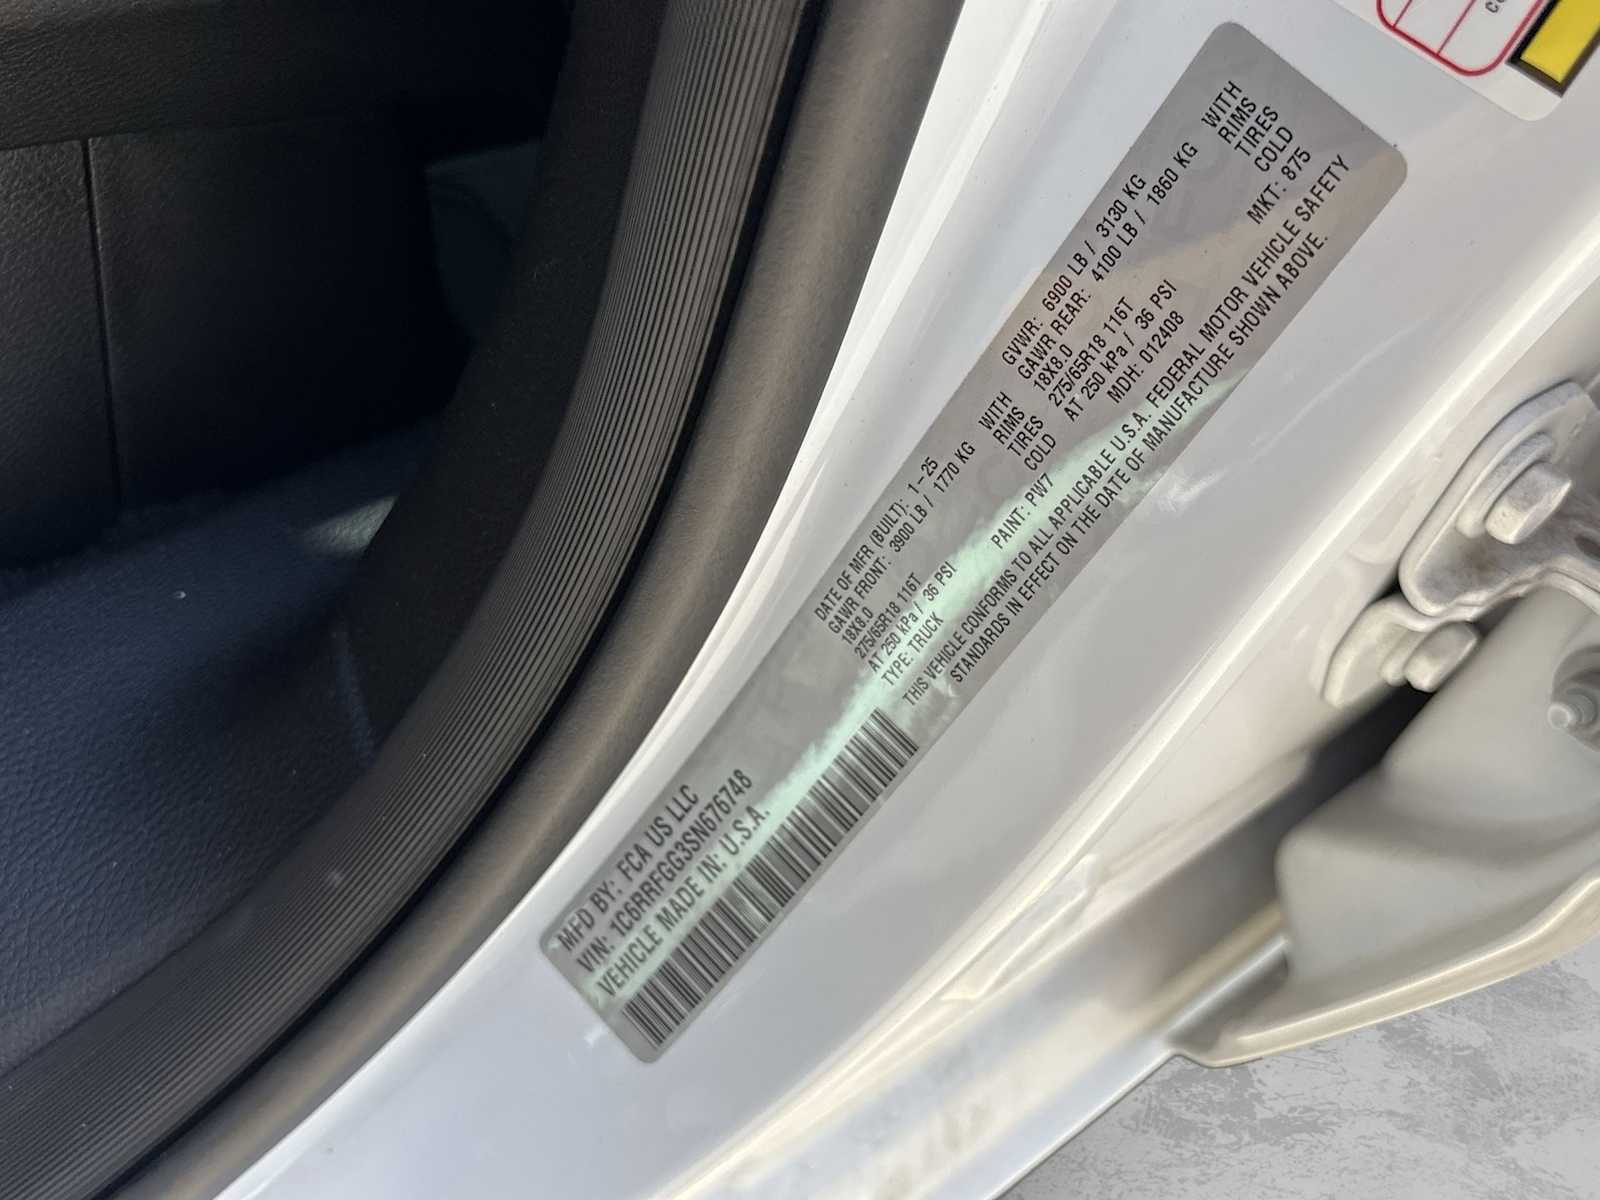 MFD BY: FCA US LLC
VIN: 1C6RRFGG3SN676748
VEHICLE MADE IN: U.S.A.
DATE OF MFR (BUILT): 1-25 GVWR: 6900 LB / 3130 KG
GAWR FRONT: 3900 LB / 1770 KG WITH GAWR REAR: 4100 LB / 1860 KG WITH
18X8.0 RIMS 18X8.0 RIMS
275/65R18 116T TIRES 275/65R18 116T TIRES
AT 250 kPa / 36 PSI COLD AT 250 kPa / 36 PSI COLD
TYPE: TRUCK PAINT: PW7 MDH: 012408 MKT: 875
THIS VEHICLE CONFORMS TO ALL APPLICABLE U.S.A. FEDERAL MOTOR VEHICLE SAFETY
STANDARDS IN EFFECT ON THE DATE OF MANUFACTURE SHOWN ABOVE.